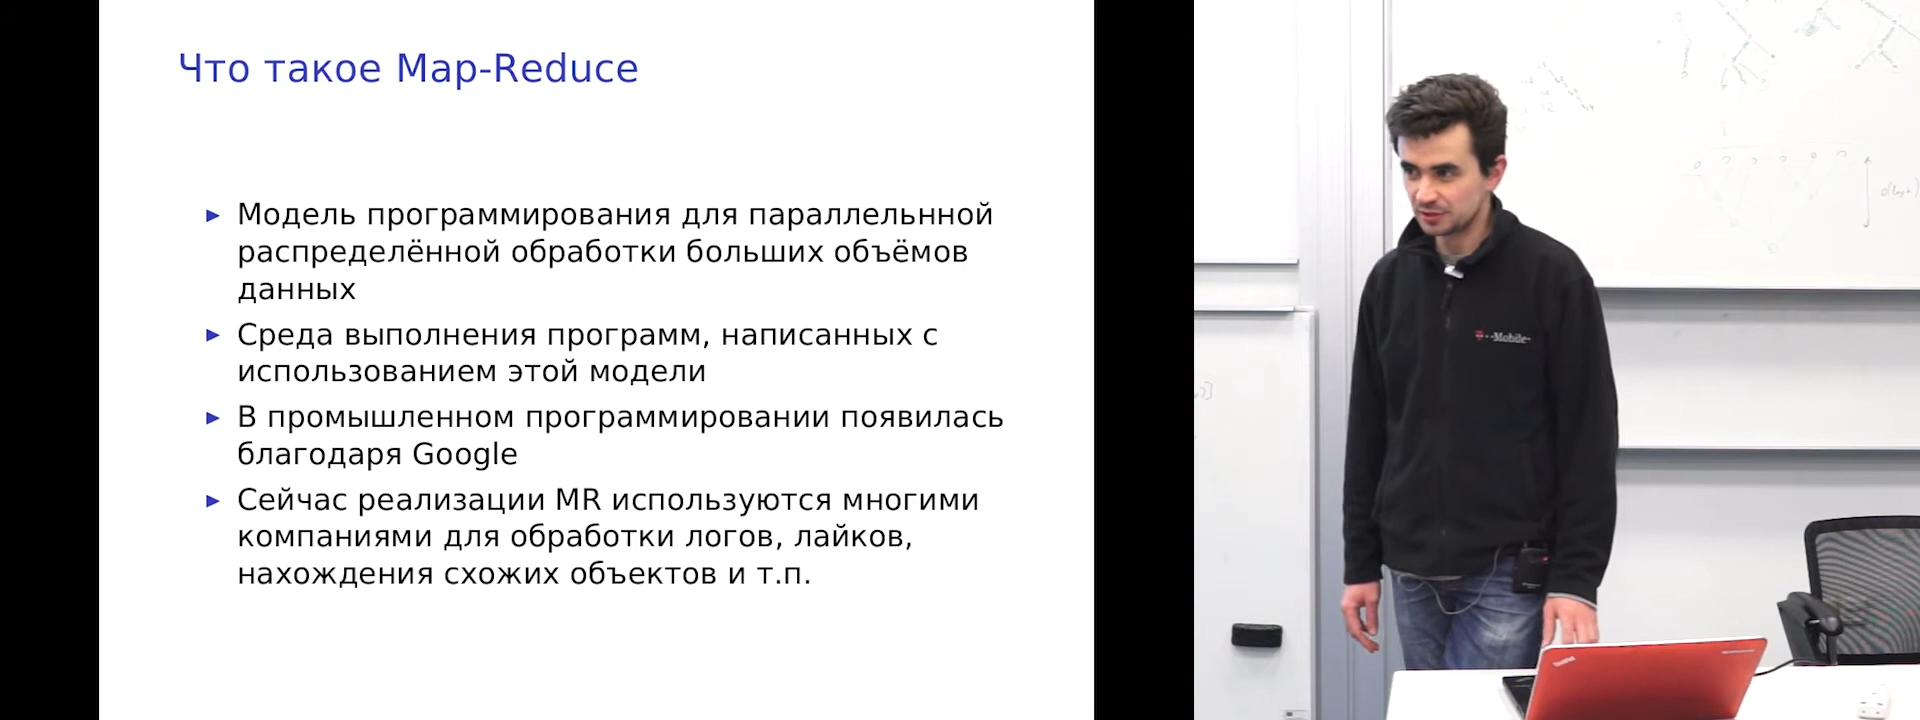 Что такое Map-Reduce
► Модель программирования для параллельнной
распределённой обработки больших объёмов
данных
► Среда выполнения программ, написанных с
использованием этой модели
► В промышленном программировании появилась
благодаря Google
► Сейчас реализации MR используются многими
компаниями для обработки логов, лайков,
нахождения схожих объектов и т.п.
T··Mobile·
ThinkPad